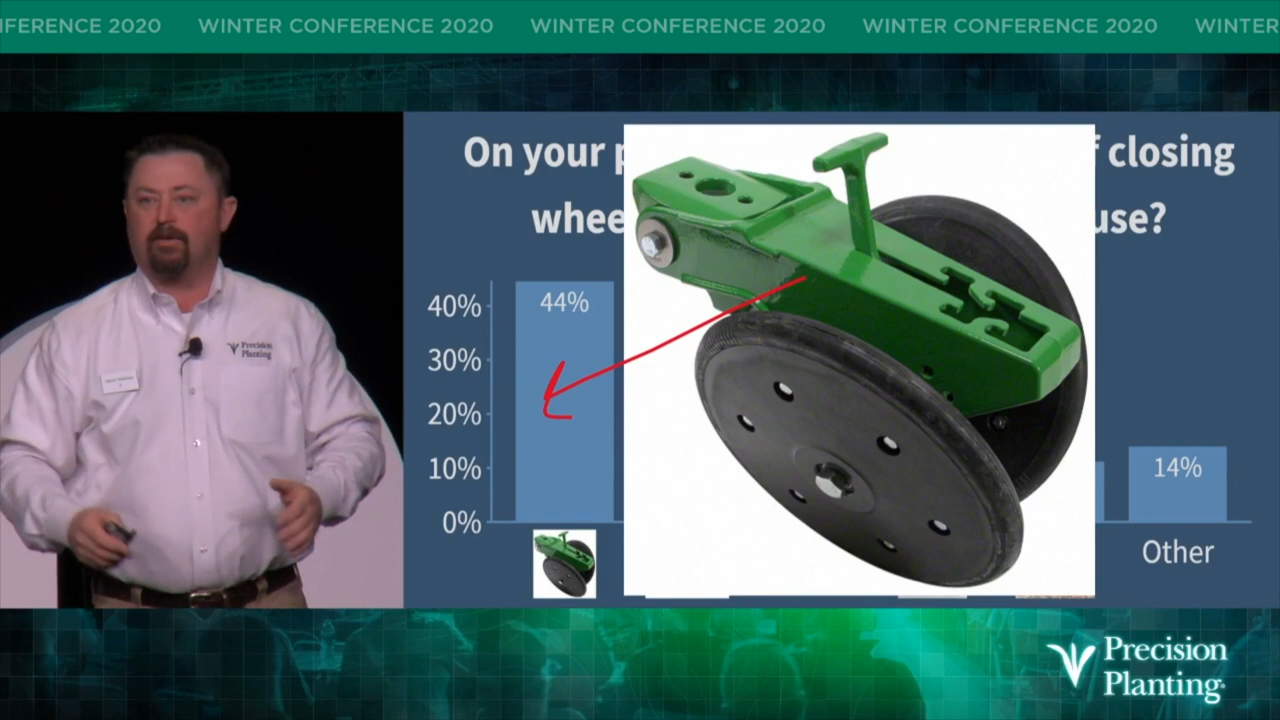 FERENCE 2020 WINTER CONFERENCE 2020 WINTER CONFERENCE 2020 WINTER CONFERENCE 2020 WINTER
On your p f closing
whee use?
40%
44%
30%
20%
10%
0%
14%
Other
Precision
Planting
Precision
Planting